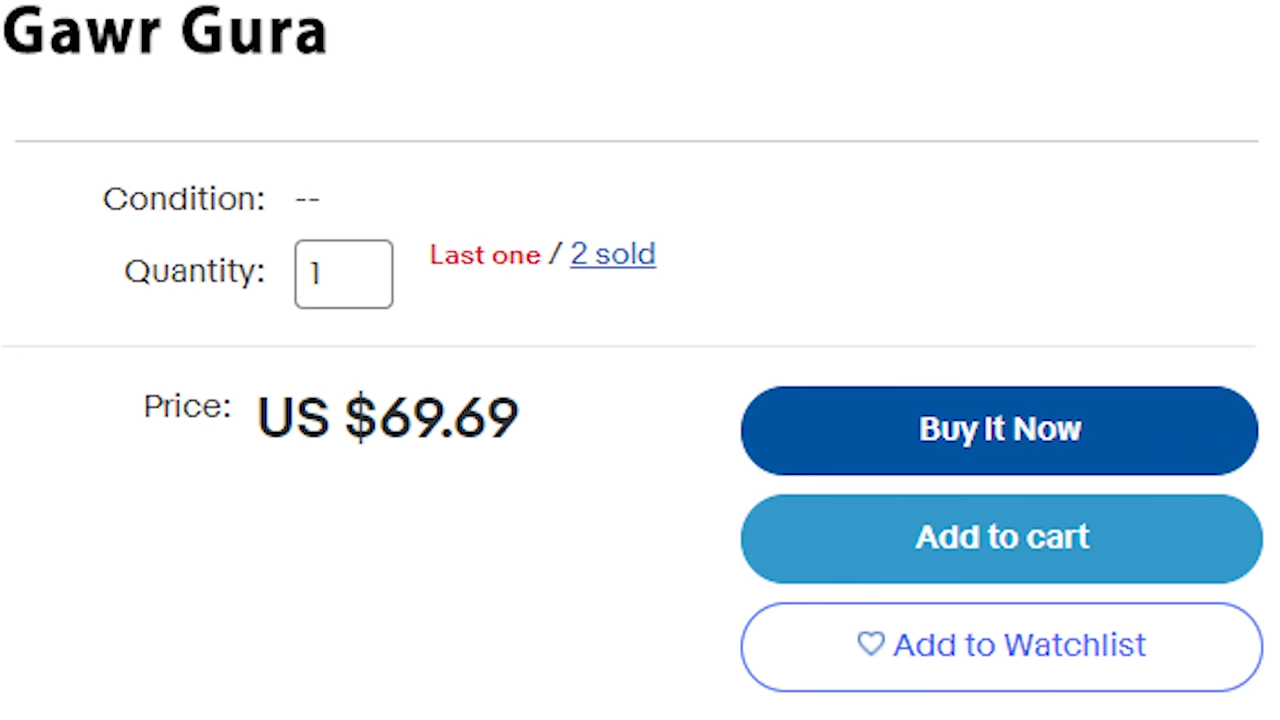 Gawr Gura
Condition: --
Quantity: 1 Last one / 2 sold
Price: US $69.69
Buy It Now
Add to cart
♡ Add to Watchlist